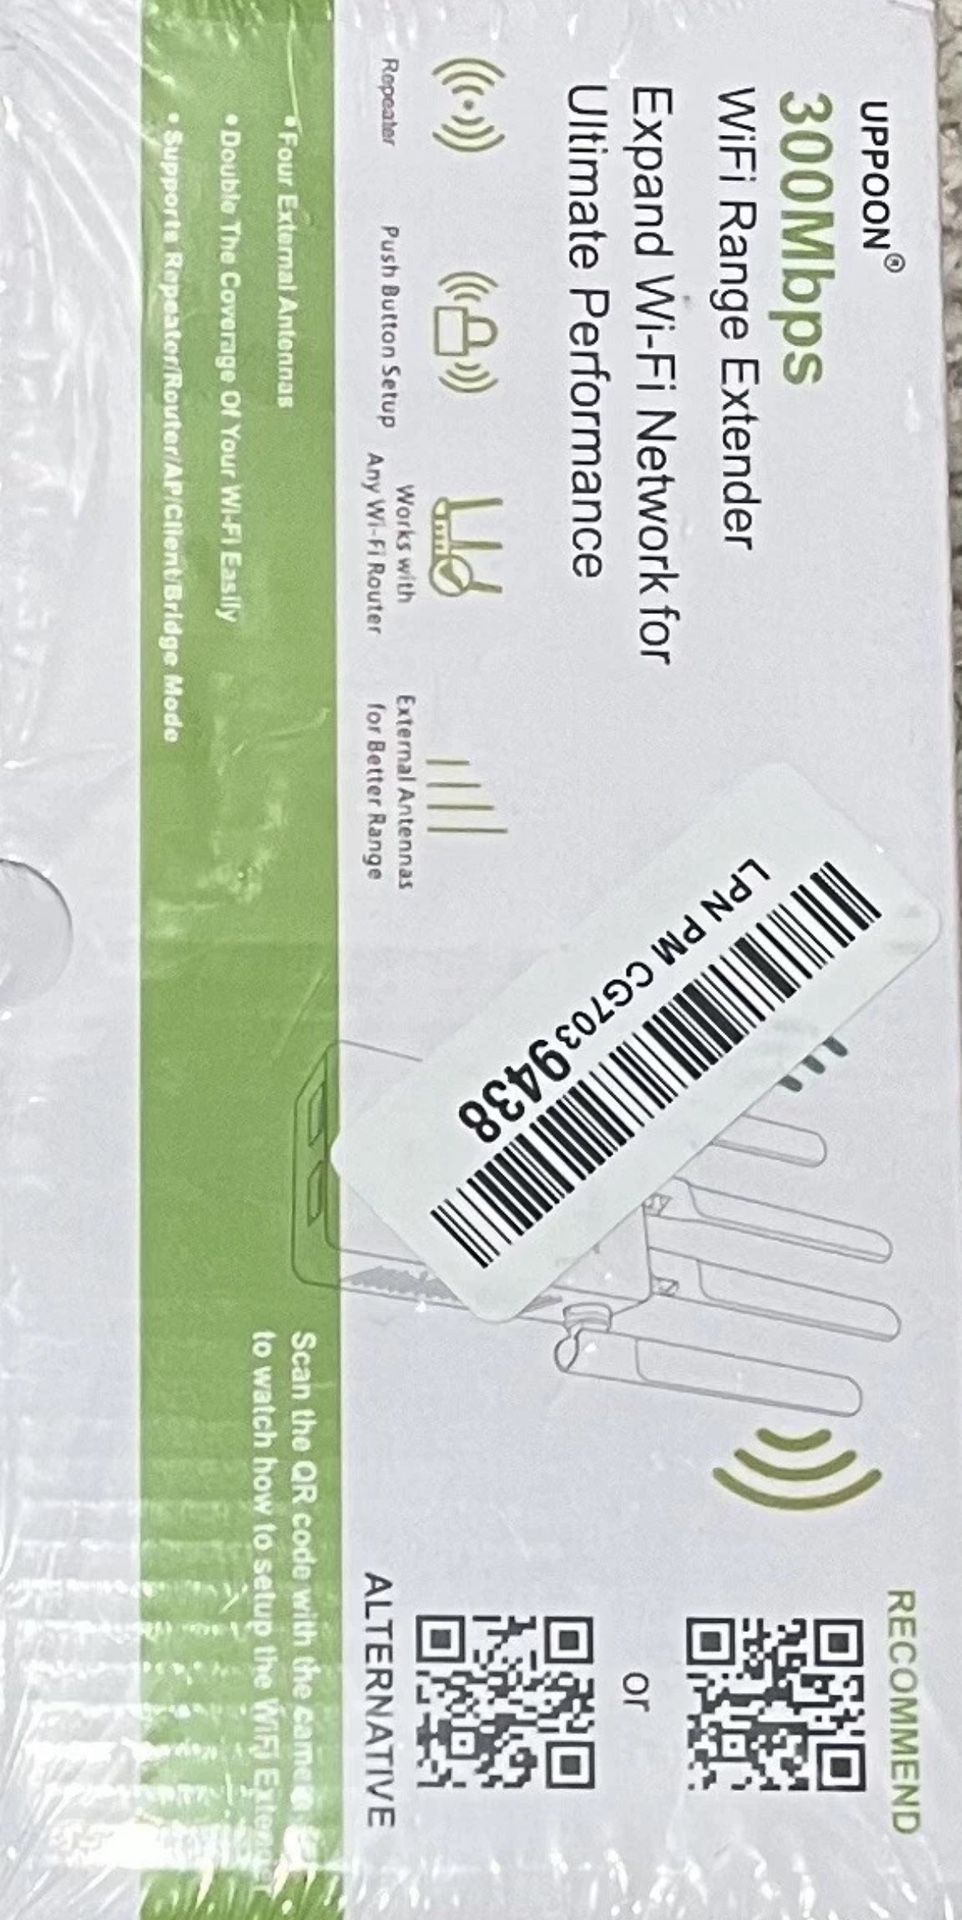 UPPOON®
300Mbps
WiFi Range Extender
Expand Wi-Fi Network for
Ultimate Performance
Repeater
Push Button Setup
Works with
Any Wi-Fi Router
External Antennas
for Better Range
• Four External Antennas
• Double The Coverage Of Your Wi-Fi Easily
• Supports Repeater/Router/AP/Client/Bridge Mode
LPN PM CG7039438
RECOMMEND
or
ALTERNATIVE
Scan the QR code with the camera
to watch how to setup the WiFi Extender